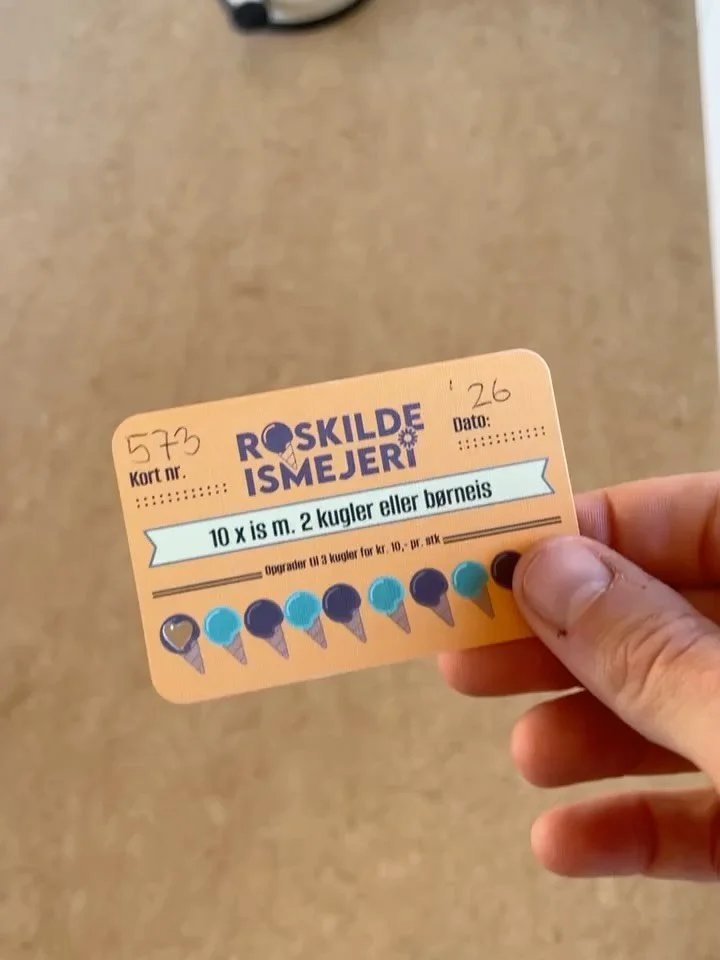 573
Kort nr.
ROSKILDE
ISMEJERI
'26
Dato:
10 x is m. 2 kugler eller børneis
Opgrader til 3 kugler for kr. 10,- pr. stk